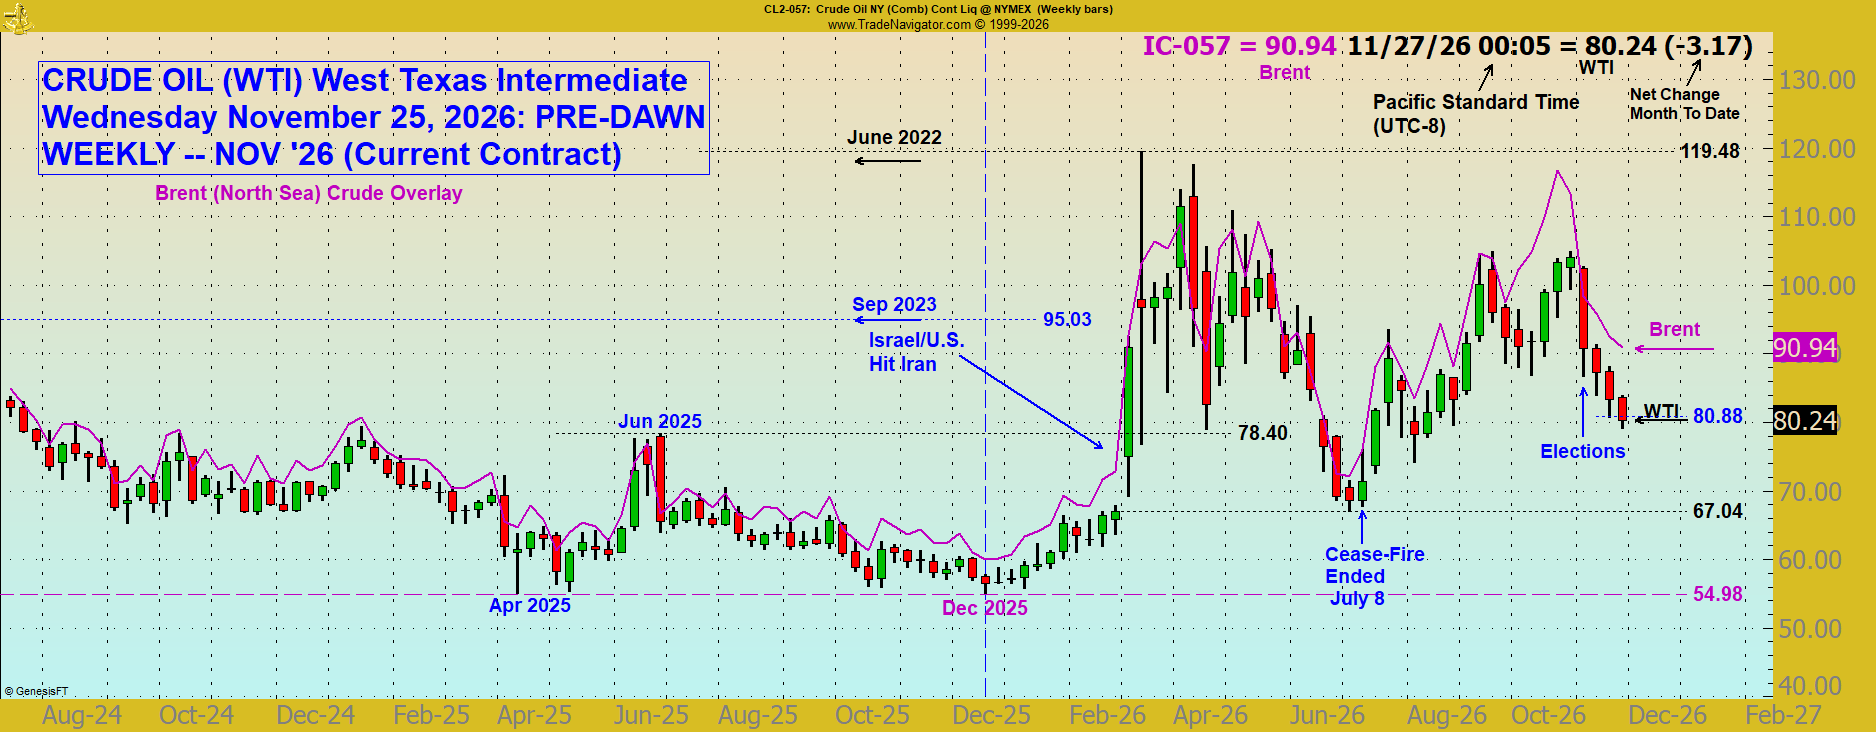 CL2-057:  Crude Oil NY (Comb) Cont Liq @ NYMEX  (Weekly bars)
www.TradeNavigator.com © 1999-2026
IC-057 = 90.94 11/27/26 00:05 = 80.24 (-3.17)
Brent
WTI
Pacific Standard Time
(UTC-8)
Net Change
Month To Date
CRUDE OIL (WTI) West Texas Intermediate
Wednesday November 25, 2026: PRE-DAWN
WEEKLY -- NOV '26 (Current Contract)
Brent (North Sea) Crude Overlay
June 2022
119.48
Sep 2023
95.03
Israel/U.S.
Hit Iran
Brent
90.94
WTI
80.88
80.24
Elections
Jun 2025
78.40
67.04
Cease-Fire
Ended
July 8
Apr 2025
Dec 2025
54.98
130.00
120.00
110.00
100.00
70.00
60.00
50.00
40.00
© GenesisFT
Aug-24 Oct-24 Dec-24 Feb-25 Apr-25 Jun-25 Aug-25 Oct-25 Dec-25 Feb-26 Apr-26 Jun-26 Aug-26 Oct-26 Dec-26 Feb-27